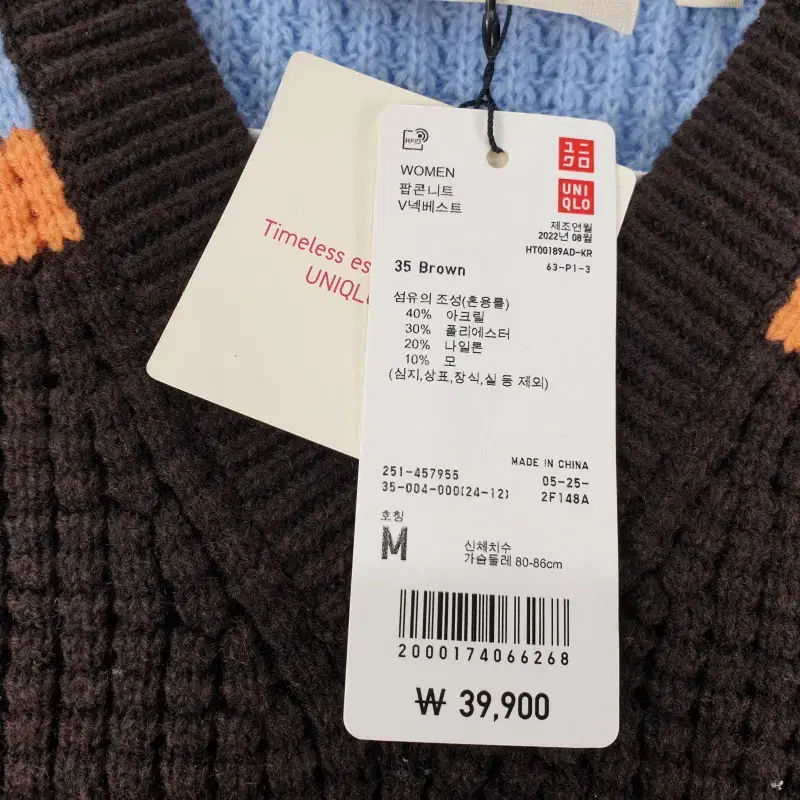 Timeless es
UNIQL
RFID
ユニ
クロ
UNI
QLO
WOMEN
팝콘니트
V넥베스트
제조연월
2022년 08월
HT00189AD-KR
63-P1-3
35 Brown
섬유의 조성(혼용률)
40% 아크릴
30% 폴리에스터
20% 나일론
10% 모
(심지,상표,장식,실 등 제외)
MADE IN CHINA
251-457955
05-25-
35-004-000(24-12)
2F148A
호칭
M
신체치수
가슴둘레 80-86cm
2000174066268
₩ 39,900